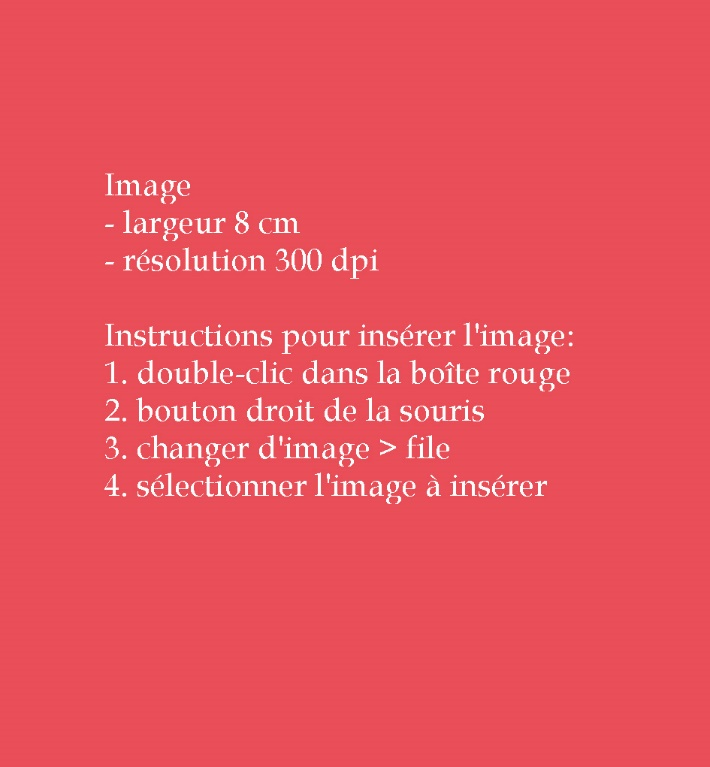 Image
- largeur 8 cm
- résolution 300 dpi
Instructions pour insérer l'image:
1. double-clic dans la boîte rouge
2. bouton droit de la souris
3. changer d'image > file
4. sélectionner l'image à insérer